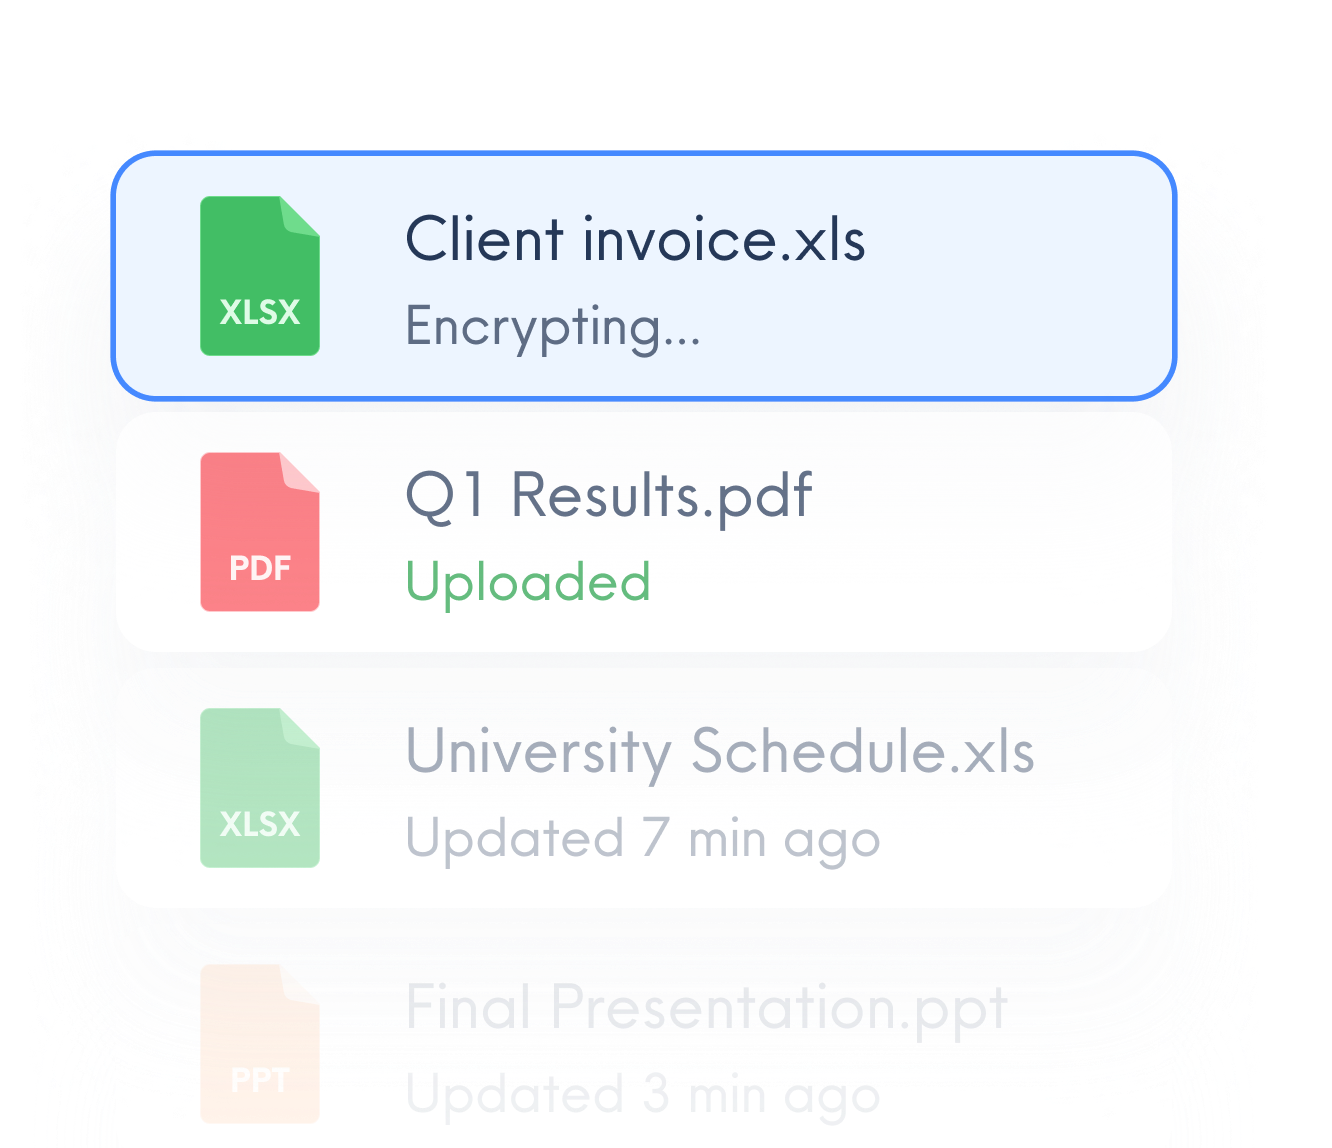 XLSX
Client invoice.xls
Encrypting...
PDF
Q1 Results.pdf
Uploaded
XLSX
University Schedule.xls
Updated 7 min ago
PPT
Final Presentation.ppt
Updated 3 min ago